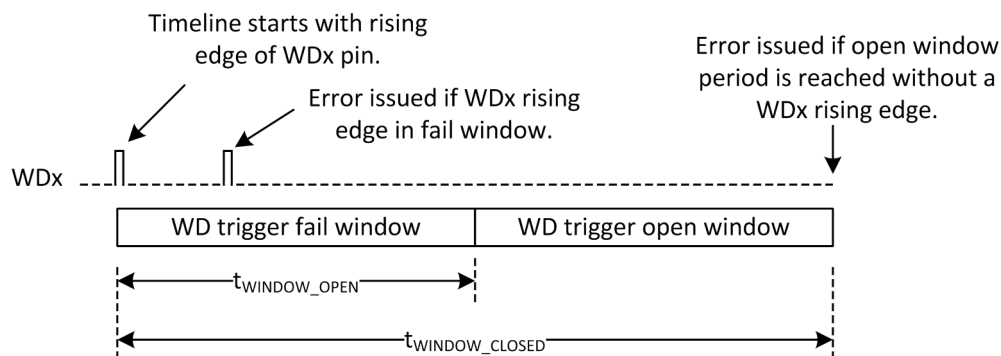 Timeline starts with rising
edge of WDx pin.
Error issued if WDx rising
edge in fail window.
Error issued if open window
period is reached without a
WDx rising edge.
WDx
WD trigger fail window
WD trigger open window
tWINDOW_OPEN
tWINDOW_CLOSED